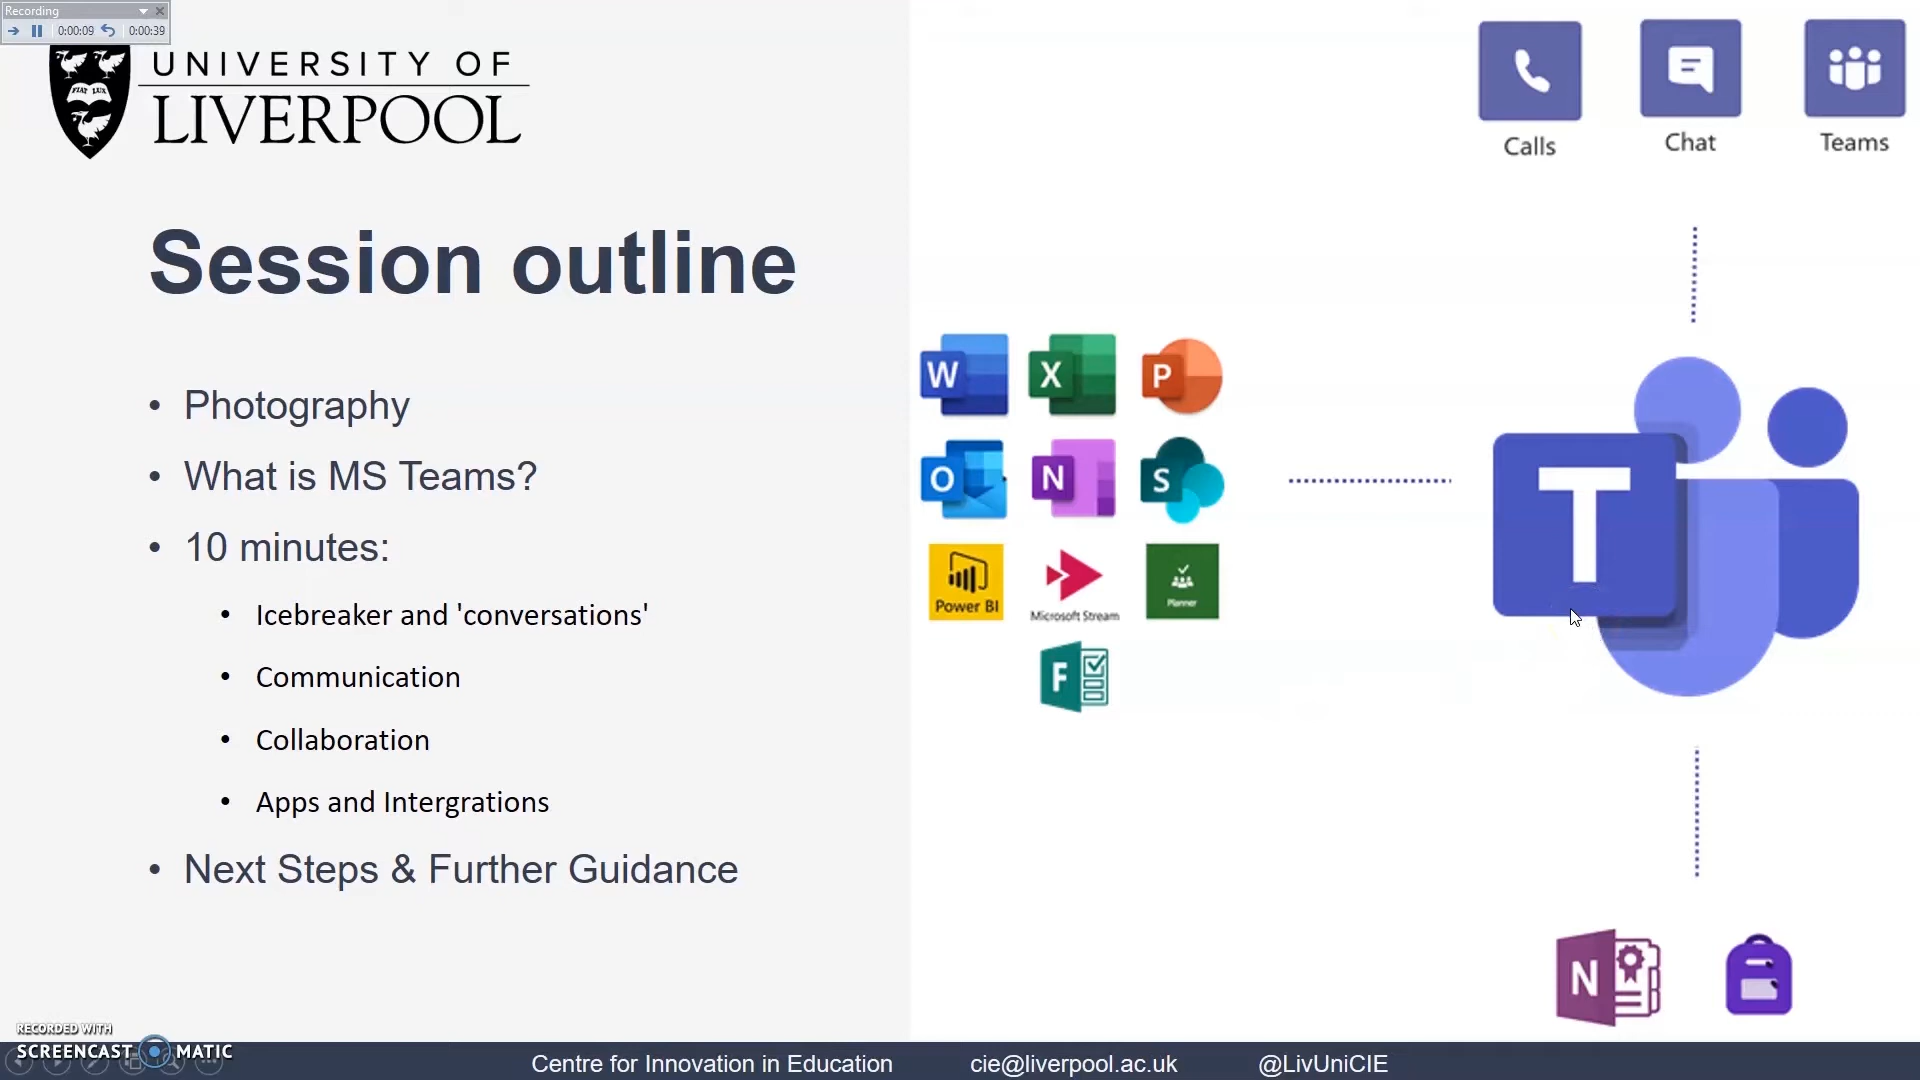 Recording
0:00:09 0:00:39
UNIVERSITY OF
LIVERPOOL
FIAT LUX
Calls
Chat
Teams
Session outline
• Photography
• What is MS Teams?
• 10 minutes:
• Icebreaker and 'conversations'
• Communication
• Collaboration
• Apps and Intergrations
• Next Steps & Further Guidance
W X P
O N S
Power BI
Microsoft Stream
Planner
F
T
N
RECORDED WITH
SCREENCAST MATIC
Centre for Innovation in Education cie@liverpool.ac.uk @LivUniCIE